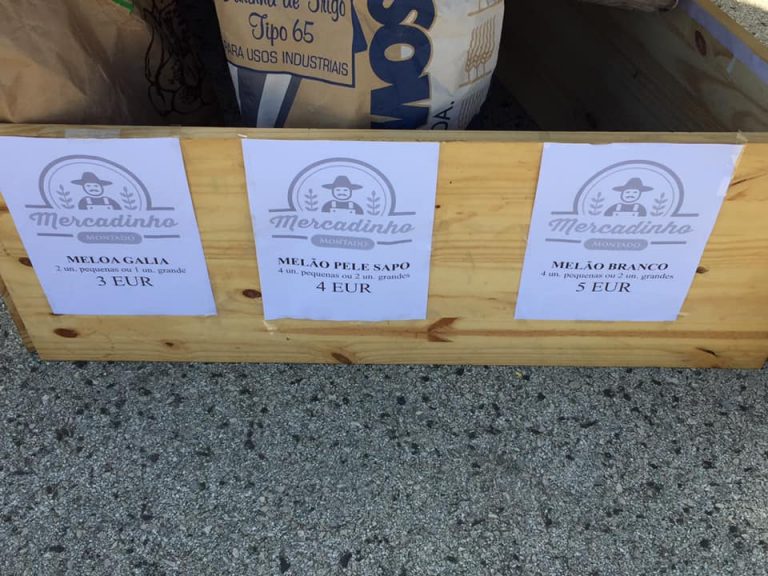 de Trigo
Tipo 65
PARA USOS INDUSTRIAIS
Mercadinho
MONTADO
MELOA GALIA
2 un. pequenas ou 1 un. grande
3 EUR
Mercadinho
MONTADO
MELÃO PELE SAPO
4 un. pequenas ou 2 un. grandes
4 EUR
Mercadinho
MONTADO
MELÃO BRANCO
4 un. pequenas ou 2 un. grandes
5 EUR